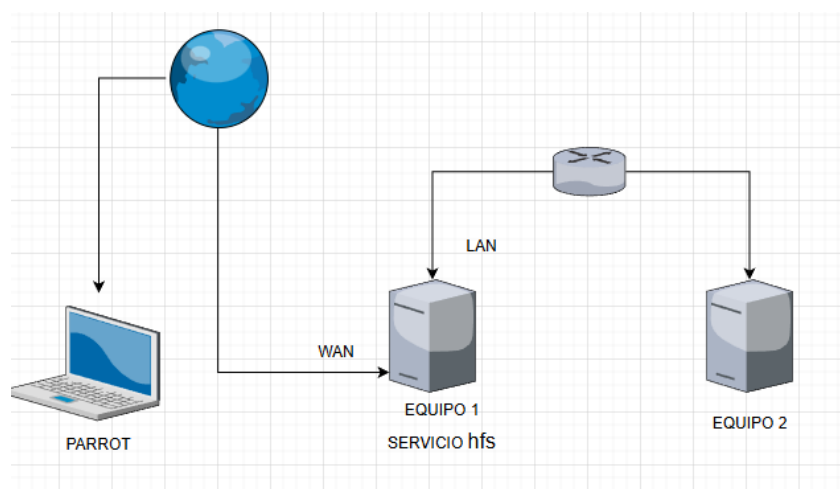 LAN
WAN
EQUIPO 1
SERVICIO hfs
EQUIPO 2
PARROT